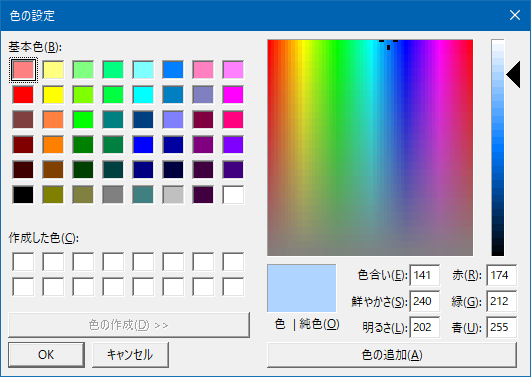 色の設定
基本色(B):
作成した色(C):
色の作成(D) >>
OK
キャンセル
色 | 純色(O)
色合い(E): 141
鮮やかさ(S): 240
明るさ(L): 202
赤(R): 174
緑(G): 212
青(U): 255
色の追加(A)